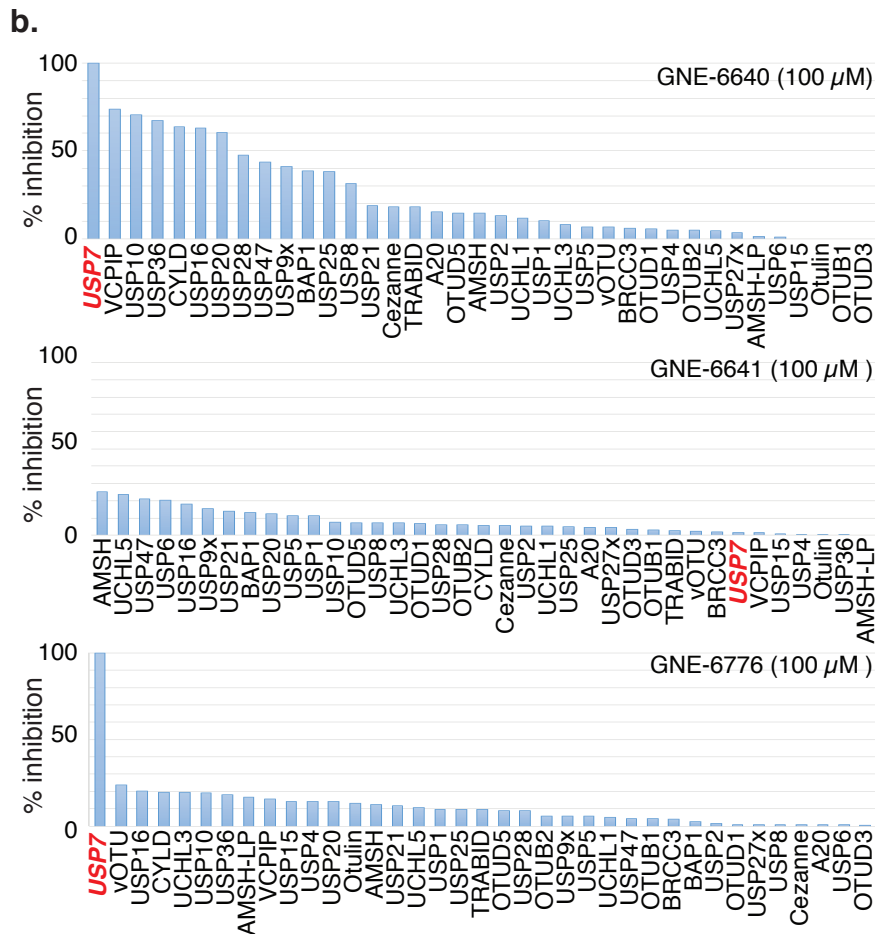 b.
% inhibition
100
50
0
GNE-6640 (100 µM)
USP7
VCPIP
USP10
USP36
CYLD
USP16
USP20
USP28
USP47
USP9x
BAP1
USP25
USP8
USP21
Cezanne
TRABID
A20
OTUD5
AMSH
USP2
UCHL1
USP1
UCHL3
USP5
vOTU
BRCC3
OTUD1
USP4
OTUB2
UCHL5
USP27x
AMSH-LP
USP6
USP15
Otulin
OTUB1
OTUD3
% inhibition
100
50
0
GNE-6641 (100 µM )
AMSH
UCHL5
USP47
USP6
USP16
USP9x
USP21
BAP1
USP20
USP5
USP1
USP10
OTUD5
USP8
UCHL3
OTUD1
USP28
OTUB2
CYLD
Cezanne
USP2
UCHL1
USP25
A20
USP27x
OTUD3
OTUB1
TRABID
vOTU
BRCC3
USP7
VCPIP
USP15
USP4
Otulin
USP36
AMSH-LP
% inhibition
100
50
0
GNE-6776 (100 µM )
USP7
vOTU
USP16
CYLD
UCHL3
USP10
USP36
AMSH-LP
VCPIP
USP15
USP4
USP20
Otulin
AMSH
USP21
UCHL5
USP1
USP25
TRABID
OTUD5
USP28
OTUB2
USP9x
USP5
UCHL1
USP47
OTUB1
BRCC3
BAP1
USP2
OTUD1
USP27x
USP8
Cezanne
A20
USP6
OTUD3